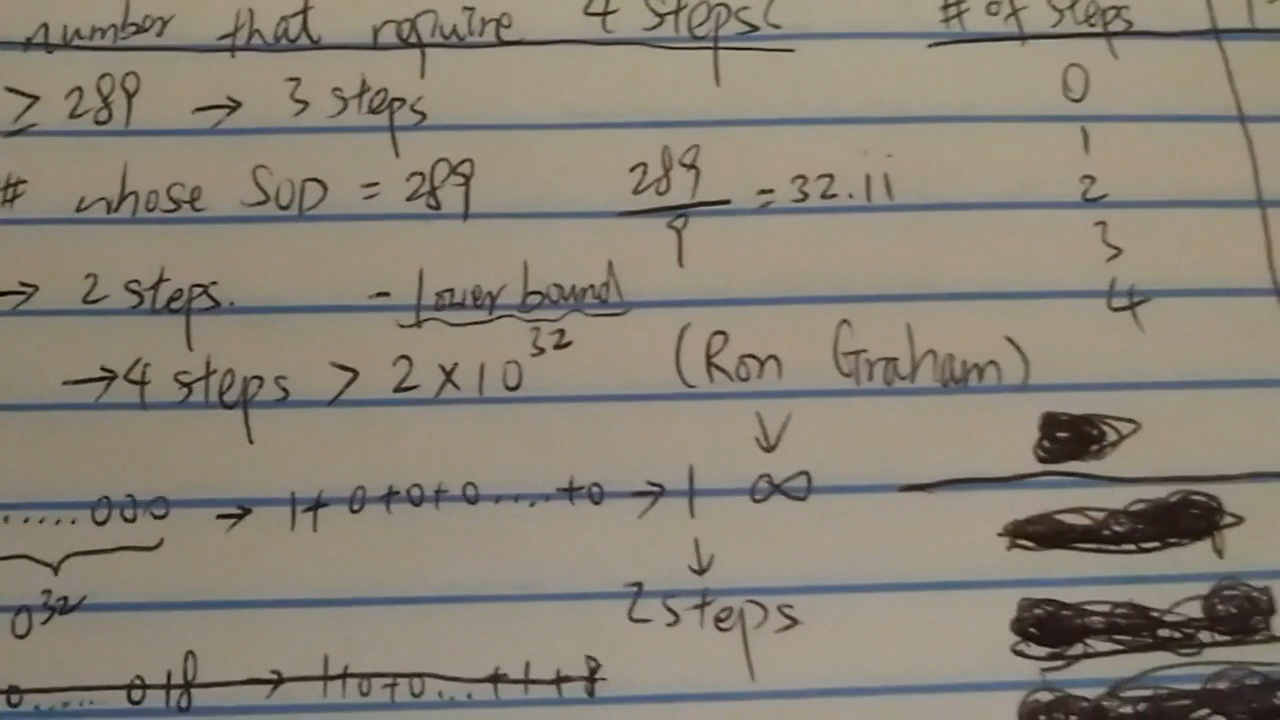 number that require 4 steps?
# of steps
≥ 289 → 3 steps
0
1
# whose SOD = 289 289/9 = 32.11
2
3
→ 2 steps. - lower bound
4
→ 4 steps > 2 × 10^32 (Ron Graham)
.....000 → 1+0+0+0....+0 → 1 ∞
2 steps
0^32
0...... 018 → 1+0+0...+1+8